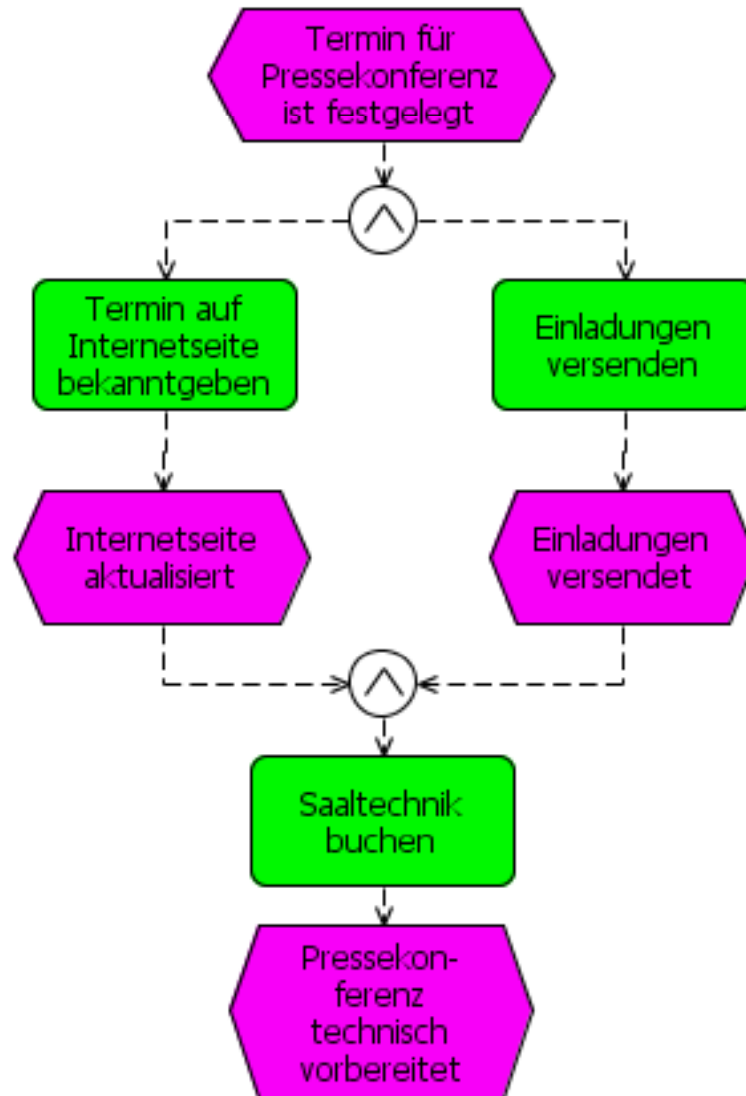 Termin für
Pressekonferenz
ist festgelegt
Termin auf
Internetseite
bekanntgeben
Einladungen
versenden
Internetseite
aktualisiert
Einladungen
versendet
Saaltechnik
buchen
Pressekon-
ferenz
technisch
vorbereitet